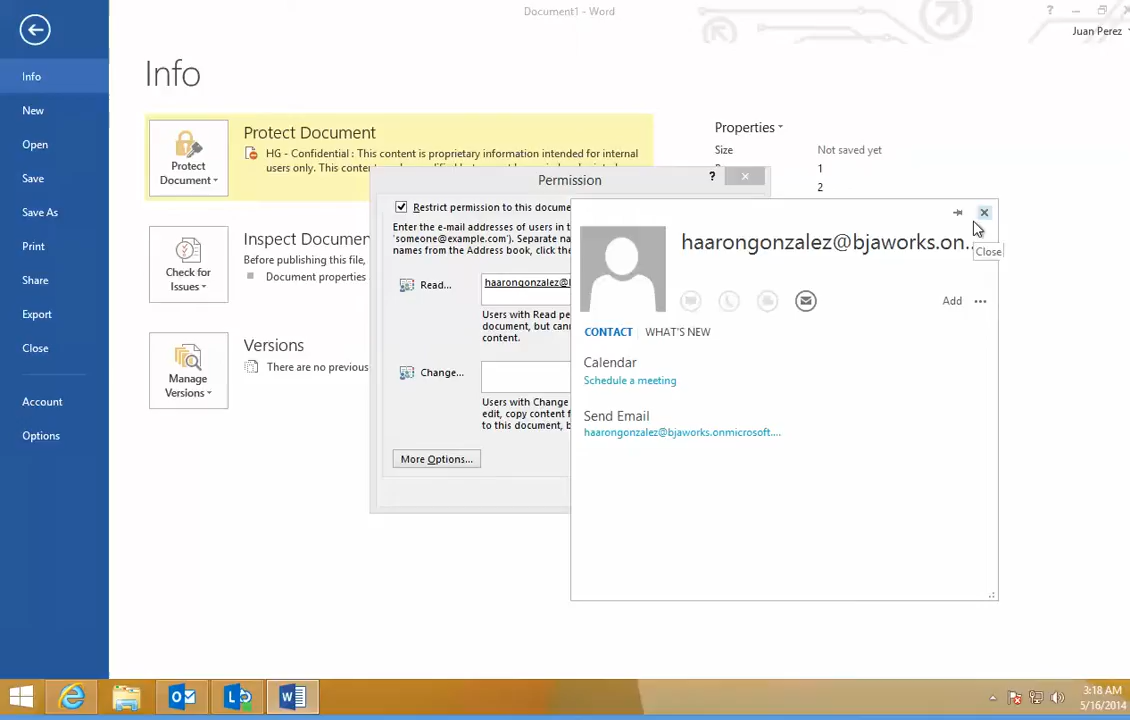 Document1 - Word
?
Juan Perez
Info
Info
New
Open
Save
Save As
Print
Share
Export
Close
Account
Options
Protect Document
Protect Document
HG - Confidential : This content is proprietary information intended for internal
users only. This conte
Properties
Size Not saved yet
1
2
Check for Issues
Inspect Documen
Before publishing this file,
Document properties
Manage Versions
Versions
There are no previous
Permission
?
Restrict permission to this docume
Enter the e-mail addresses of users in t
'someone@example.com'). Separate na
names from the Address book, click th
Read...
haarongonzalez@
Users with Read pe
document, but cann
content.
Change...
Users with Change
edit, copy content f
to this document, b
More Options...
haarongonzalez@bjaworks.on...
Close
Add
CONTACT WHAT'S NEW
Calendar
Schedule a meeting
Send Email
haarongonzalez@bjaworks.onmicrosoft....
3:18 AM
5/16/2014